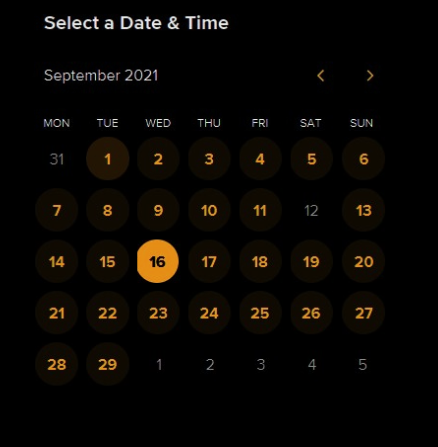 Select a Date & Time
September 2021
MON TUE WED THU FRI SAT SUN
31 1 2 3 4 5 6
7 8 9 10 11 12 13
14 15 16 17 18 19 20
21 22 23 24 25 26 27
28 29 1 2 3 4 5